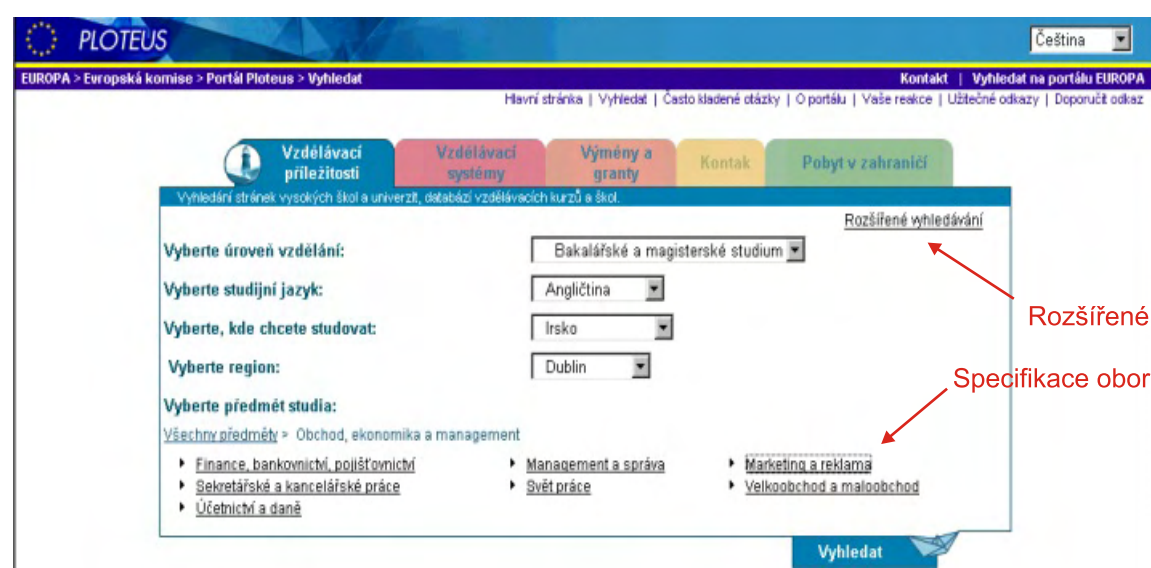 PLOTEUS
Čeština
EUROPA > Evropská komise > Portál Ploteus > Vyhledat
Kontakt | Vyhledat na portálu EUROPA
Hlavní stránka | Vyhledat | Často kladené otázky | O portálu | Vaše reakce | Užitečné odkazy | Doporučit odkaz
Vzdělávací příležitosti
Vzdělávací systémy
Výměny a granty
Kontak
Pobyt v zahraničí
Vyhledání stránek vysokých škol a univerzit, databází vzdělávacích kurzů a škol.
Rozšířené vyhledávání
Vyberte úroveň vzdělání: Bakalářské a magisterské studium
Vyberte studijní jazyk: Angličtina
Vyberte, kde chcete studovat: Irsko
Rozšířené
Vyberte region: Dublin
Specifikace obor
Vyberte předmět studia:
Všechny předměty > Obchod, ekonomika a management
Finance, bankovnictví, pojišťovnictví Management a správa Marketing a reklama
Sekretářské a kancelářské práce Svět práce Velkoobchod a maloobchod
Účetnictví a daně
Vyhledat